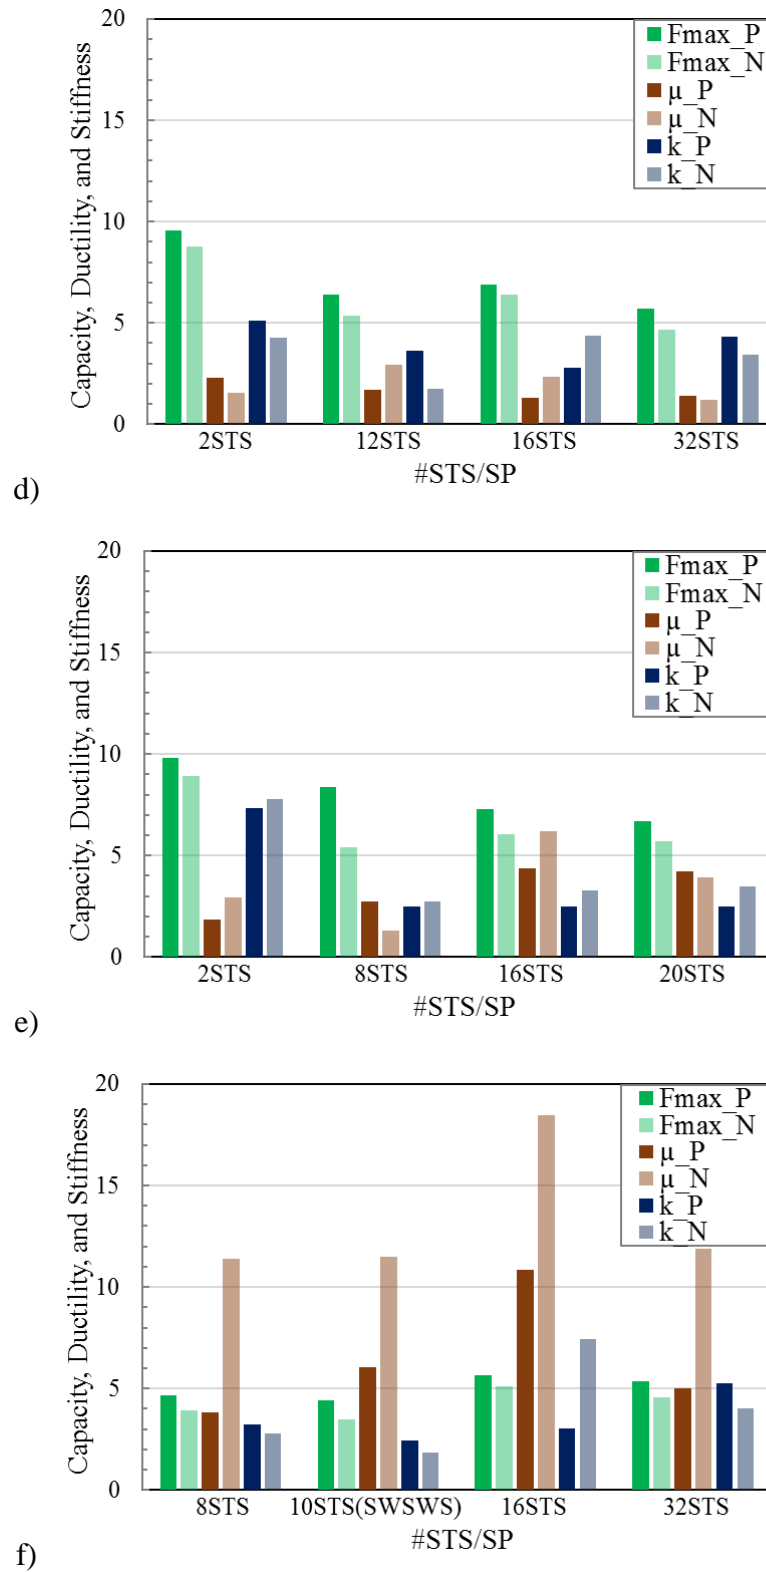 20
15
10
5
0
Capacity, Ductility, and Stiffness
Fmax_P
Fmax_N
µ_P
µ_N
k_P
k_N
2STS 12STS 16STS 32STS
#STS/SP
d)
20
15
10
5
0
Capacity, Ductility, and Stiffness
Fmax_P
Fmax_N
µ_P
µ_N
k_P
k_N
2STS 8STS 16STS 20STS
#STS/SP
e)
20
15
10
5
0
Capacity, Ductility, and Stiffness
Fmax_P
Fmax_N
µ_P
µ_N
k_P
k_N
8STS 10STS(SWSWS) 16STS 32STS
#STS/SP
f)